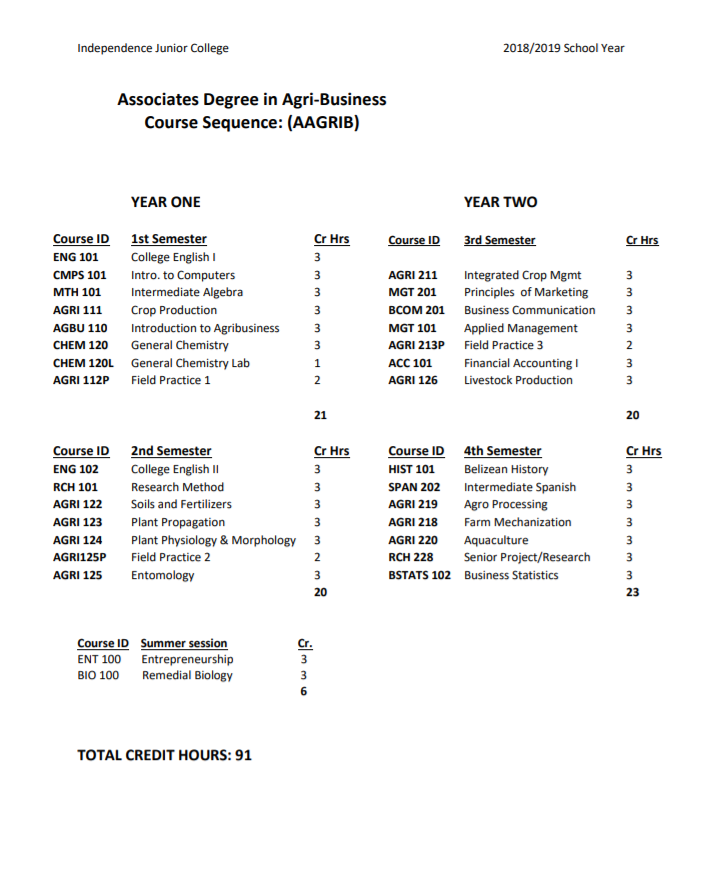 Independence Junior College 2018/2019 School Year
Associates Degree in Agri-Business
Course Sequence: (AAGRIB)
YEAR ONE
Course ID 1st Semester Cr Hrs
ENG 101 College English I 3
CMPS 101 Intro. to Computers 3
MTH 101 Intermediate Algebra 3
AGRI 111 Crop Production 3
AGBU 110 Introduction to Agribusiness 3
CHEM 120 General Chemistry 3
CHEM 120L General Chemistry Lab 1
AGRI 112P Field Practice 1 2
21
Course ID 2nd Semester Cr Hrs
ENG 102 College English II 3
RCH 101 Research Method 3
AGRI 122 Soils and Fertilizers 3
AGRI 123 Plant Propagation 3
AGRI 124 Plant Physiology & Morphology 3
AGRI125P Field Practice 2 2
AGRI 125 Entomology 3
20
YEAR TWO
Course ID 3rd Semester Cr Hrs
AGRI 211 Integrated Crop Mgmt 3
MGT 201 Principles of Marketing 3
BCOM 201 Business Communication 3
MGT 101 Applied Management 3
AGRI 213P Field Practice 3 2
ACC 101 Financial Accounting I 3
AGRI 126 Livestock Production 3
20
Course ID 4th Semester Cr Hrs
HIST 101 Belizean History 3
SPAN 202 Intermediate Spanish 3
AGRI 219 Agro Processing 3
AGRI 218 Farm Mechanization 3
AGRI 220 Aquaculture 3
RCH 228 Senior Project/Research 3
BSTATS 102 Business Statistics 3
23
Course ID Summer session Cr.
ENT 100 Entrepreneurship 3
BIO 100 Remedial Biology 3
6
TOTAL CREDIT HOURS: 91